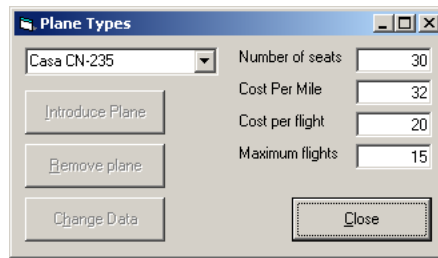 Plane Types
Casa CN-235
Number of seats 30
Cost Per Mile 32
Introduce Plane
Cost per flight 20
Maximum flights 15
Remove plane
Change Data
Close